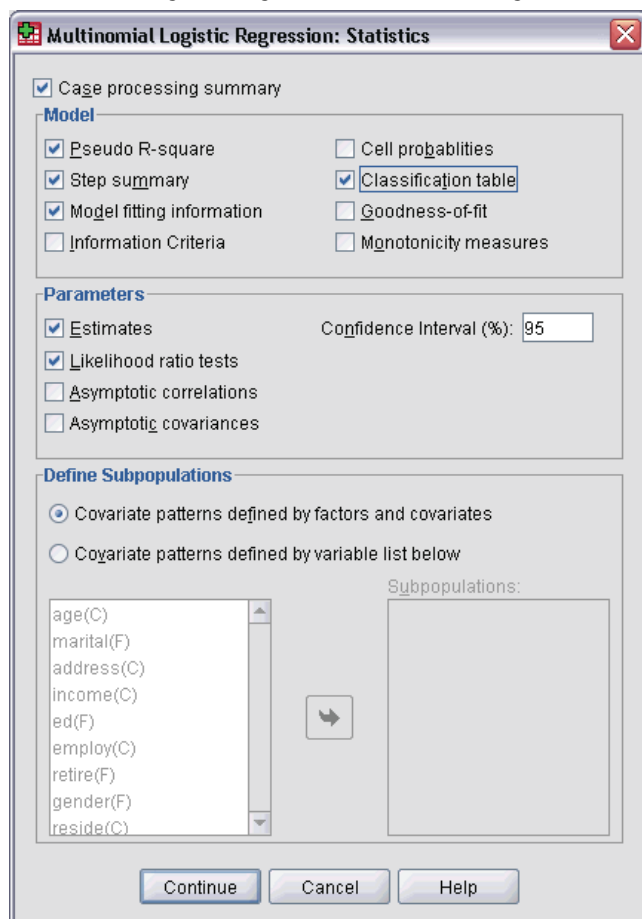 Multinomial Logistic Regression: Statistics
Case processing summary
Model
Pseudo R-square
Cell probablities
Step summary
Classification table
Model fitting information
Goodness-of-fit
Information Criteria
Monotonicity measures
Parameters
Estimates
Confidence Interval (%): 95
Likelihood ratio tests
Asymptotic correlations
Asymptotic covariances
Define Subpopulations
Covariate patterns defined by factors and covariates
Covariate patterns defined by variable list below
Subpopulations:
age(C)
marital(F)
address(C)
income(C)
ed(F)
employ(C)
retire(F)
gender(F)
reside(C)
Continue
Cancel
Help